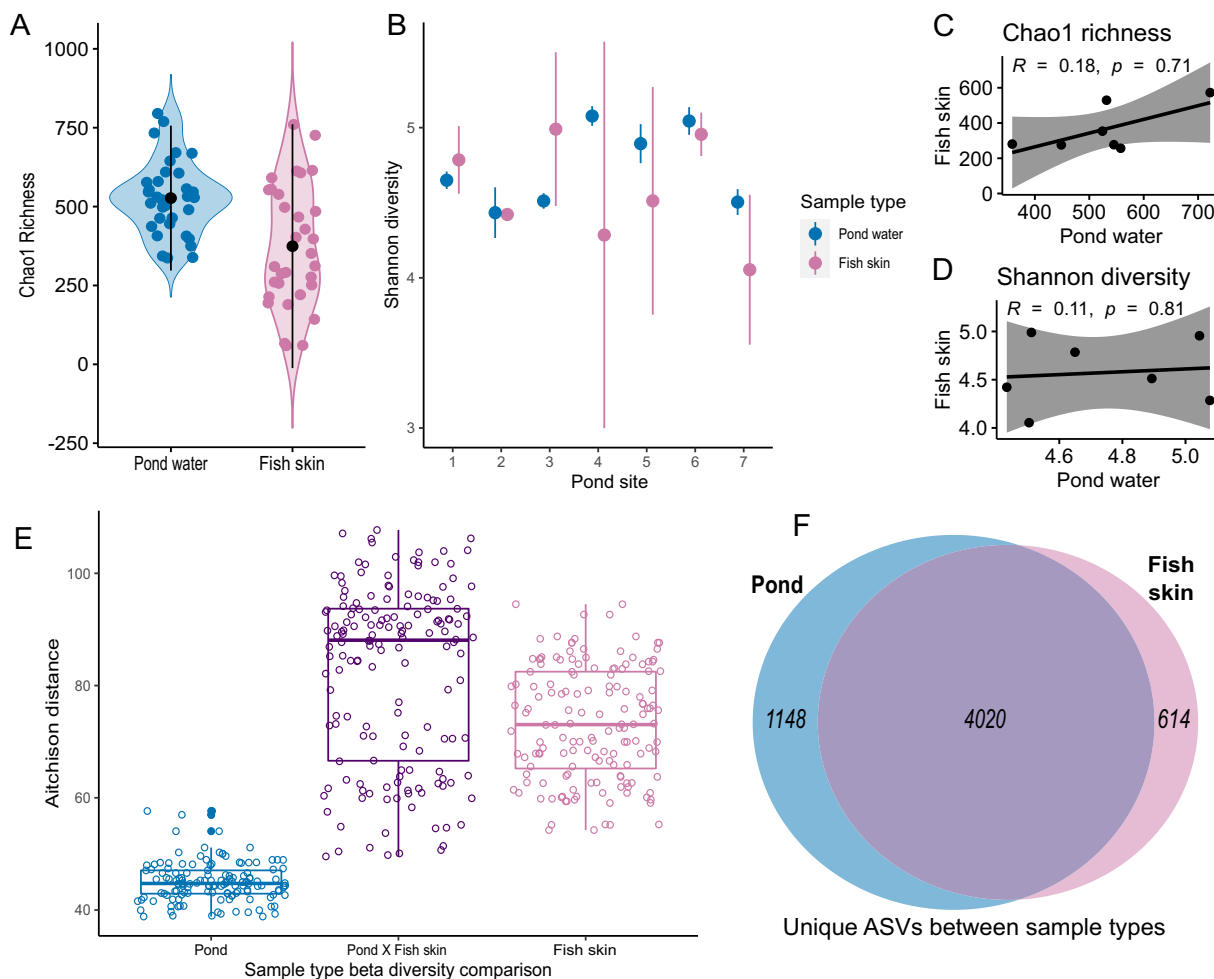 A
1000
750
500
250
0
-250
Chao1 Richness
Pond water
Fish skin
B
5
4
3
Shannon diversity
1 2 3 4 5 6 7
Pond site
Sample type
Pond water
Fish skin
C
Chao1 richness
R = 0.18, p = 0.71
600
400
200
0
Fish skin
400 500 600 700
Pond water
D
Shannon diversity
R = 0.11, p = 0.81
5.0
4.5
4.0
Fish skin
4.6 4.8 5.0
Pond water
E
100
80
60
40
Aitchison distance
Pond Pond X Fish skin Fish skin
Sample type beta diversity comparison
F
Pond
Fish
skin
1148 4020 614
Unique ASVs between sample types